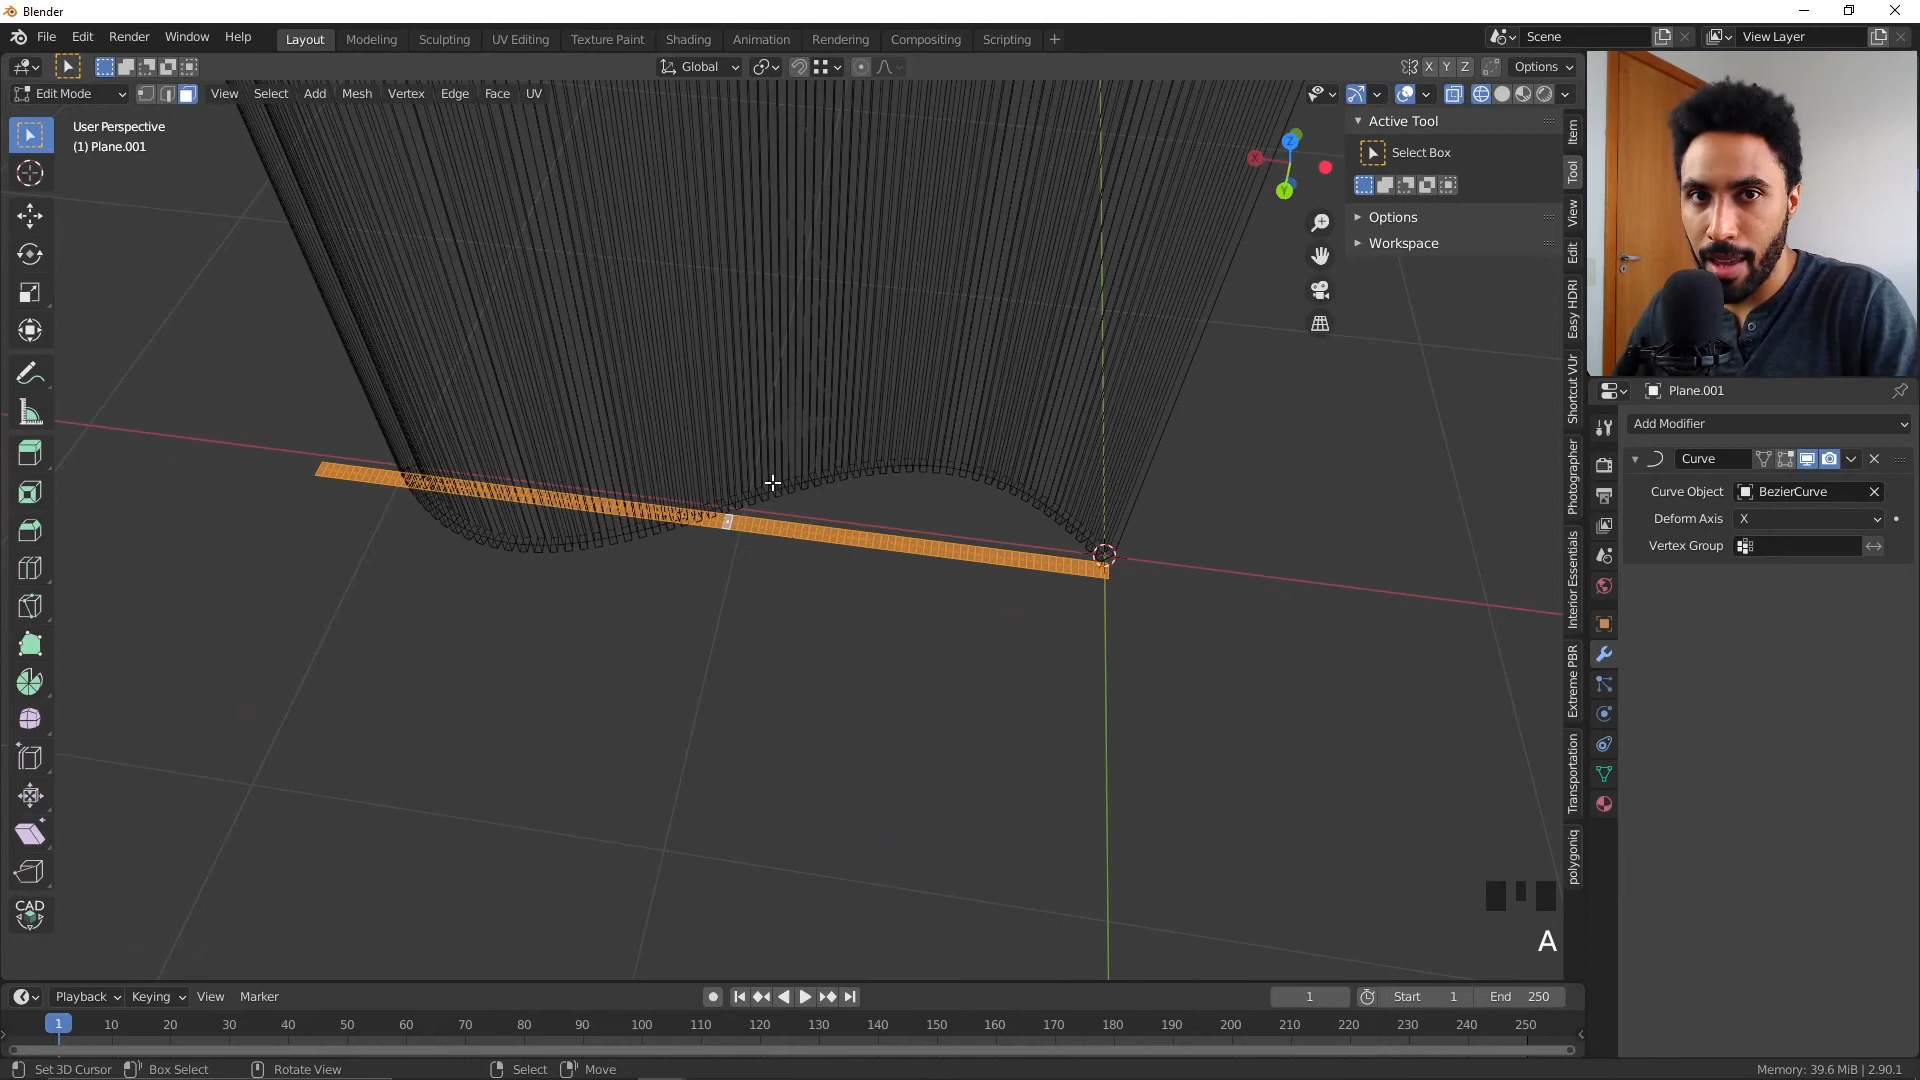 Blender
File Edit Render Window Help Layout Modeling Sculpting UV Editing Texture Paint Shading Animation Rendering Compositing Scripting + Scene View Layer
Global X Y Z Options
Edit Mode View Select Add Mesh Vertex Edge Face UV
User Perspective
(1) Plane.001
Z
X
Y
Active Tool
Select Box
Options
Workspace
Item
Tool
View
Edit
Easy HDRI
Shortcut VUr
Photographer
Interior Essentials
Extreme PBR
Transportation
polygoniq
CAD
A
Plane.001
Add Modifier
Curve
Curve Object BezierCurve
Deform Axis X
Vertex Group
Playback Keying View Marker 1 Start 1 End 250
1 10 20 30 40 50 60 70 80 90 100 110 120 130 140 150 160 170 180 190 200 210 220 230 240 250
Set 3D Cursor Box Select Rotate View Select Move Memory: 39.6 MiB | 2.90.1